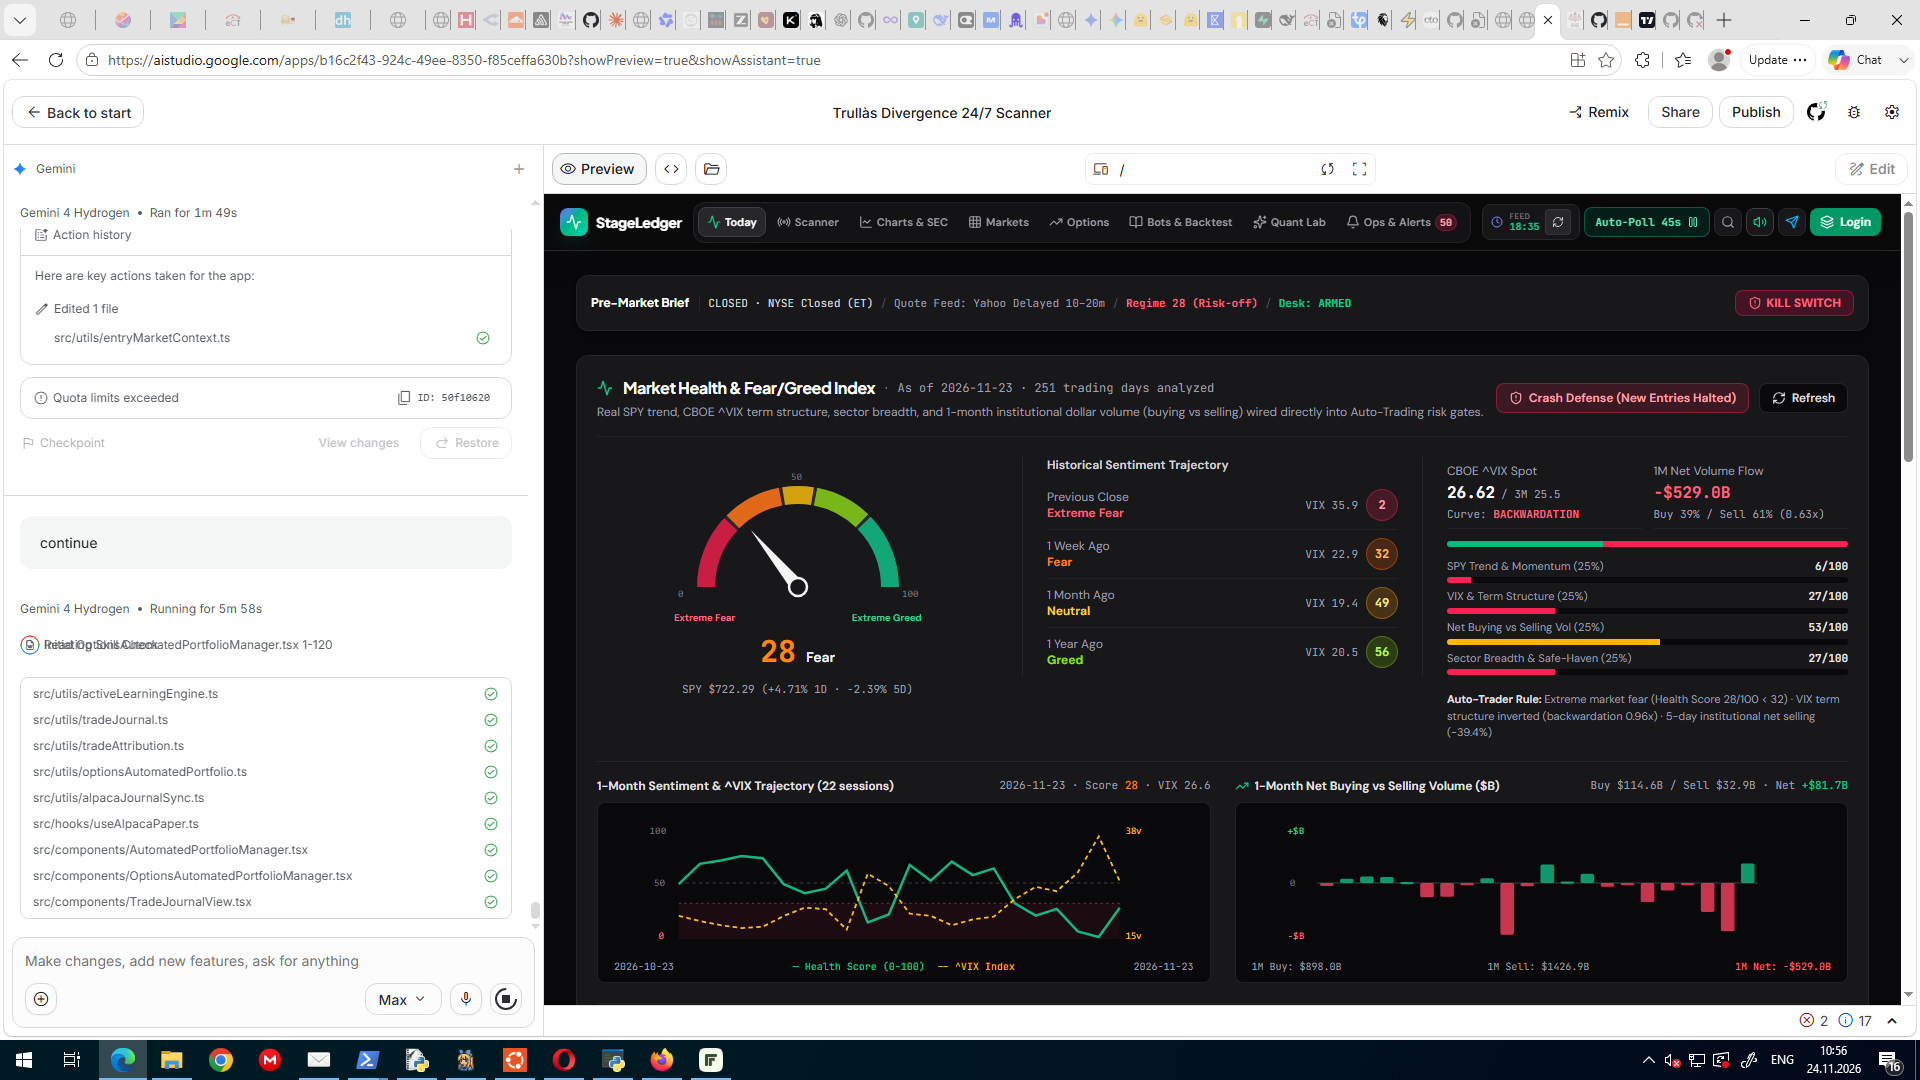 https://aistudio.google.com/apps/b16c2f43-924c-49ee-8350-f85ceffa630b?showPreview=true&showAssistant=true
Update
Chat
Back to start
Trullàs Divergence 24/7 Scanner
Remix
Share
Publish
Gemini
Preview
/
Edit
Gemini 4 Hydrogen • Ran for 1m 49s
Action history
Here are key actions taken for the app:
Edited 1 file
src/utils/entryMarketContext.ts
Quota limits exceeded
ID: 50f10620
Checkpoint
View changes
Restore
continue
Gemini 4 Hydrogen • Running for 5m 58s
AutomatedPortfolioManager.tsx 1-120
src/utils/activeLearningEngine.ts
src/utils/tradeJournal.ts
src/utils/tradeAttribution.ts
src/utils/optionsAutomatedPortfolio.ts
src/utils/alpacaJournalSync.ts
src/hooks/useAlpacaPaper.ts
src/components/AutomatedPortfolioManager.tsx
src/components/OptionsAutomatedPortfolioManager.tsx
src/components/TradeJournalView.tsx
Make changes, add new features, ask for anything
Max
StageLedger
Today
Scanner
Charts & SEC
Markets
Options
Bots & Backtest
Quant Lab
Ops & Alerts 50
FEED
18:35
Auto-Poll 45s
Login
Pre-Market Brief
CLOSED · NYSE Closed (ET) / Quote Feed: Yahoo Delayed 10-20m / Regime 28 (Risk-off) / Desk: ARMED
KILL SWITCH
Market Health & Fear/Greed Index · As of 2026-11-23 · 251 trading days analyzed
Real SPY trend, CBOE ^VIX term structure, sector breadth, and 1-month institutional dollar volume (buying vs selling) wired directly into Auto-Trading risk gates.
Crash Defense (New Entries Halted)
Refresh
50
0
100
Extreme Fear
Extreme Greed
28 Fear
SPY $722.29 (+4.71% 1D · -2.39% 5D)
Historical Sentiment Trajectory
Previous Close
Extreme Fear
VIX 35.9 2
1 Week Ago
Fear
VIX 22.9 32
1 Month Ago
Neutral
VIX 19.4 49
1 Year Ago
Greed
VIX 20.5 56
CBOE ^VIX Spot
26.62 / 3M 25.5
Curve: BACKWARDATION
1M Net Volume Flow
-$529.0B
Buy 39% / Sell 61% (0.63x)
SPY Trend & Momentum (25%) 6/100
VIX & Term Structure (25%) 27/100
Net Buying vs Selling Vol (25%) 53/100
Sector Breadth & Safe-Haven (25%) 27/100
Auto-Trader Rule: Extreme market fear (Health Score 28/100 < 32) · VIX term
structure inverted (backwardation 0.96x) · 5-day institutional net selling
(-39.4%)
1-Month Sentiment & ^VIX Trajectory (22 sessions)
2026-11-23 · Score 28 · VIX 26.6
100
38v
50
0
15v
2026-10-23
— Health Score (0-100)
-- ^VIX Index
2026-11-23
1-Month Net Buying vs Selling Volume ($B)
Buy $114.6B / Sell $32.9B · Net +$81.7B
+$B
0
-$B
1M Buy: $898.0B
1M Sell: $1426.9B
1M Net: -$529.0B
2
17
ENG
10:56
24.11.2026
16